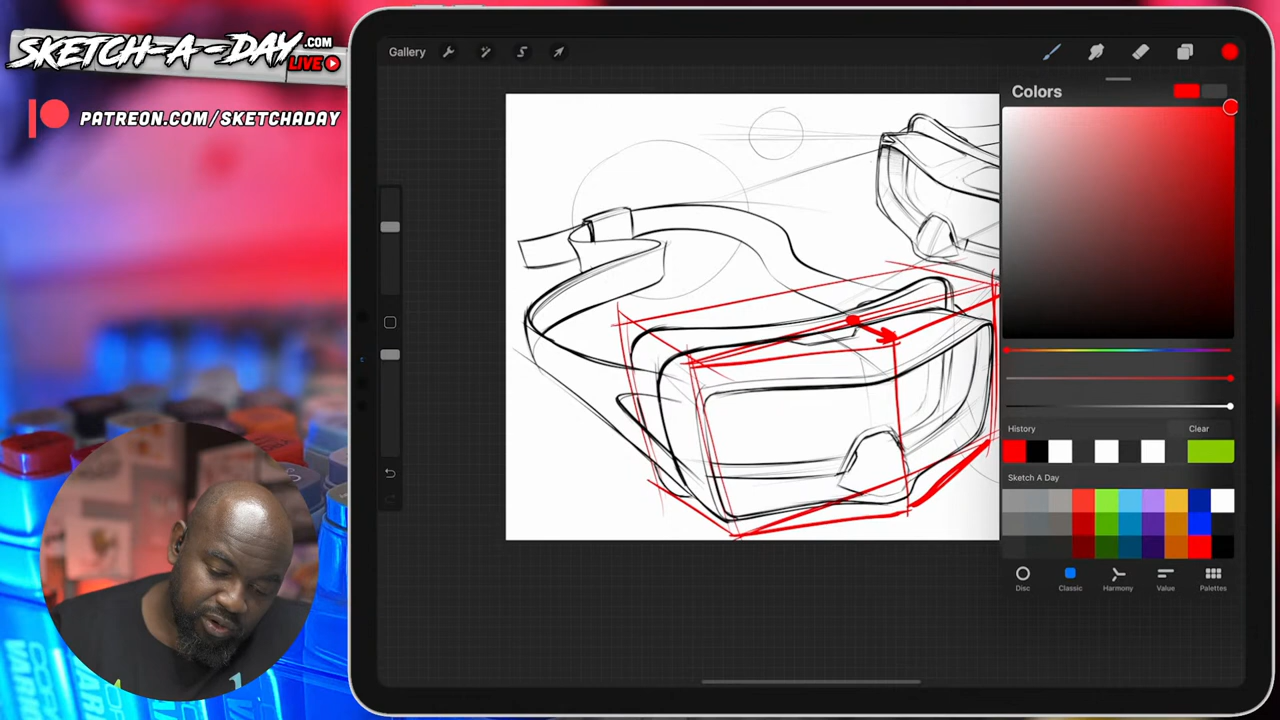 SKETCH-A-DAY.COM
LIVE
PATREON.COM/SKETCHADAY
Gallery
Colors
History
Clear
Sketch A Day
Disc
Classic
Harmony
Value
Palettes